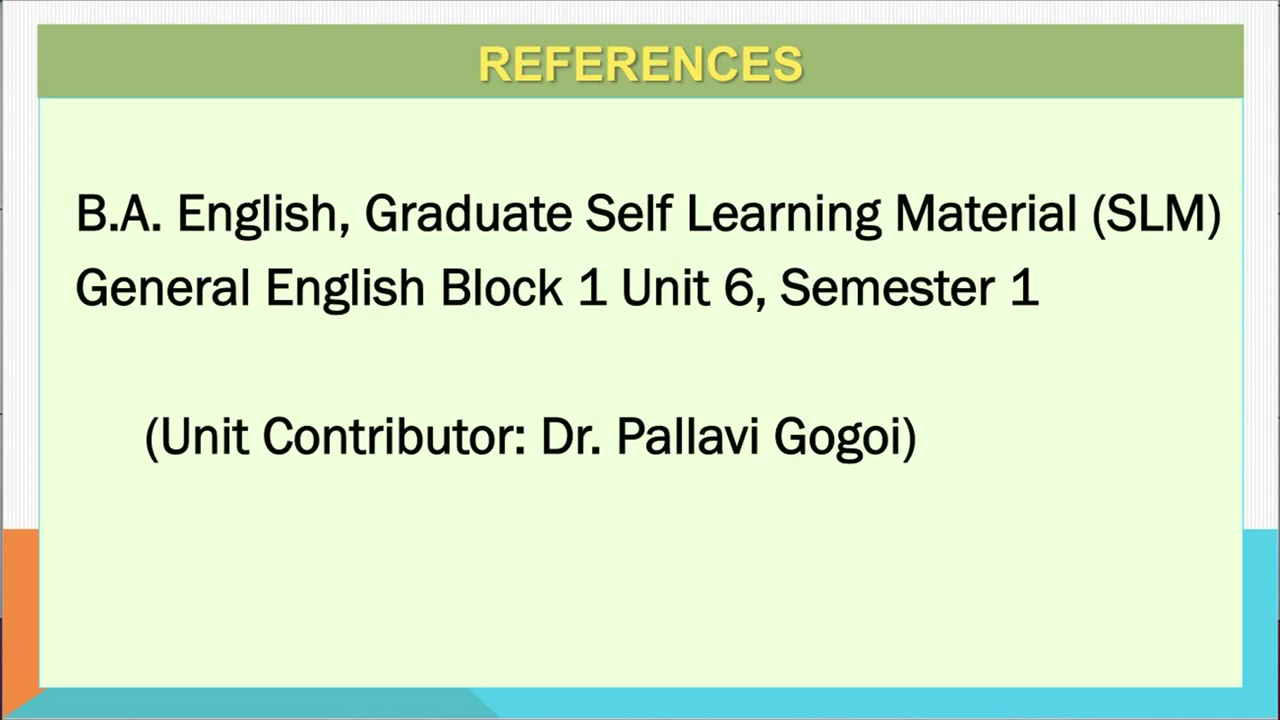 REFERENCES
B.A. English, Graduate Self Learning Material (SLM)
General English Block 1 Unit 6, Semester 1
(Unit Contributor: Dr. Pallavi Gogoi)